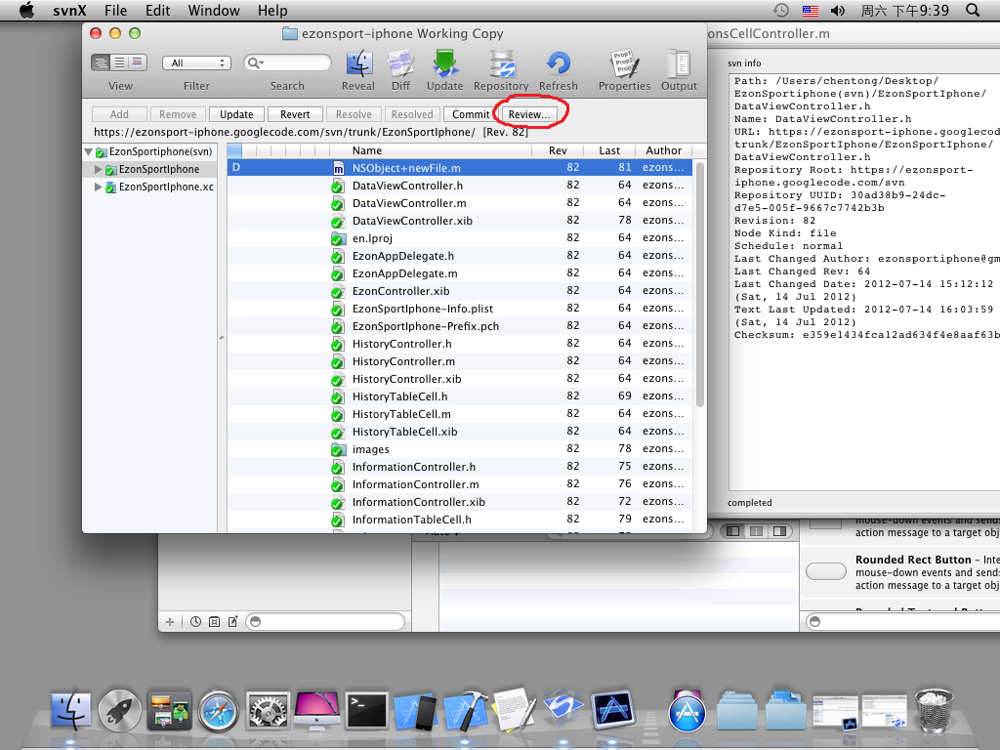 svnX File Edit Window Help 周六 下午9:39
ezonsport-iphone Working Copy
onsCellController.m
All
View Filter Search Reveal Diff Update Repository Refresh Properties Output
Add Remove Update Revert Resolve Resolved Commit Review...
https://ezonsport-iphone.googlecode.com/svn/trunk/EzonSportIphone/ [Rev. 82]
EzonSportiphone(svn)
EzonSportIphone
EzonSportIphone.xc
Name Rev Last Author
D NSObject+newFile.m 82 81 ezons...
DataViewController.h 82 64 ezons...
DataViewController.m 82 64 ezons...
DataViewController.xib 82 78 ezons...
en.lproj 82 64 ezons...
EzonAppDelegate.h 82 64 ezons...
EzonAppDelegate.m 82 64 ezons...
EzonController.xib 82 64 ezons...
EzonSportIphone-Info.plist 82 64 ezons...
EzonSportIphone-Prefix.pch 82 64 ezons...
HistoryController.h 82 64 ezons...
HistoryController.m 82 64 ezons...
HistoryController.xib 82 64 ezons...
HistoryTableCell.h 82 69 ezons...
HistoryTableCell.m 82 64 ezons...
HistoryTableCell.xib 82 64 ezons...
images 82 78 ezons...
InformationController.h 82 75 ezons...
InformationController.m 82 76 ezons...
InformationController.xib 82 72 ezons...
InformationTableCell.h 82 79 ezons...
svn info
Path: /Users/chentong/Desktop/
EzonSportiphone(svn)/EzonSportIphone/
DataViewController.h
Name: DataViewController.h
URL: https://ezonsport-iphone.googlecod
trunk/EzonSportIphone/EzonSportIphone/
DataViewController.h
Repository Root: https://ezonsport-
iphone.googlecode.com/svn
Repository UUID: 30ad38b9-24dc-
d7e5-005f-9667c7742b3b
Revision: 82
Node Kind: file
Schedule: normal
Last Changed Author: ezonsportiphone@gm
Last Changed Rev: 64
Last Changed Date: 2012-07-14 15:12:12
(Sat, 14 Jul 2012)
Text Last Updated: 2012-07-14 16:03:59
(Sat, 14 Jul 2012)
Checksum: e359e1434fca12ad634f4e8aaf63b
completed
mouse-down events and sends
action message to a target obj
Rounded Rect Button – Inte
mouse-down events and sends
action message to a target obj